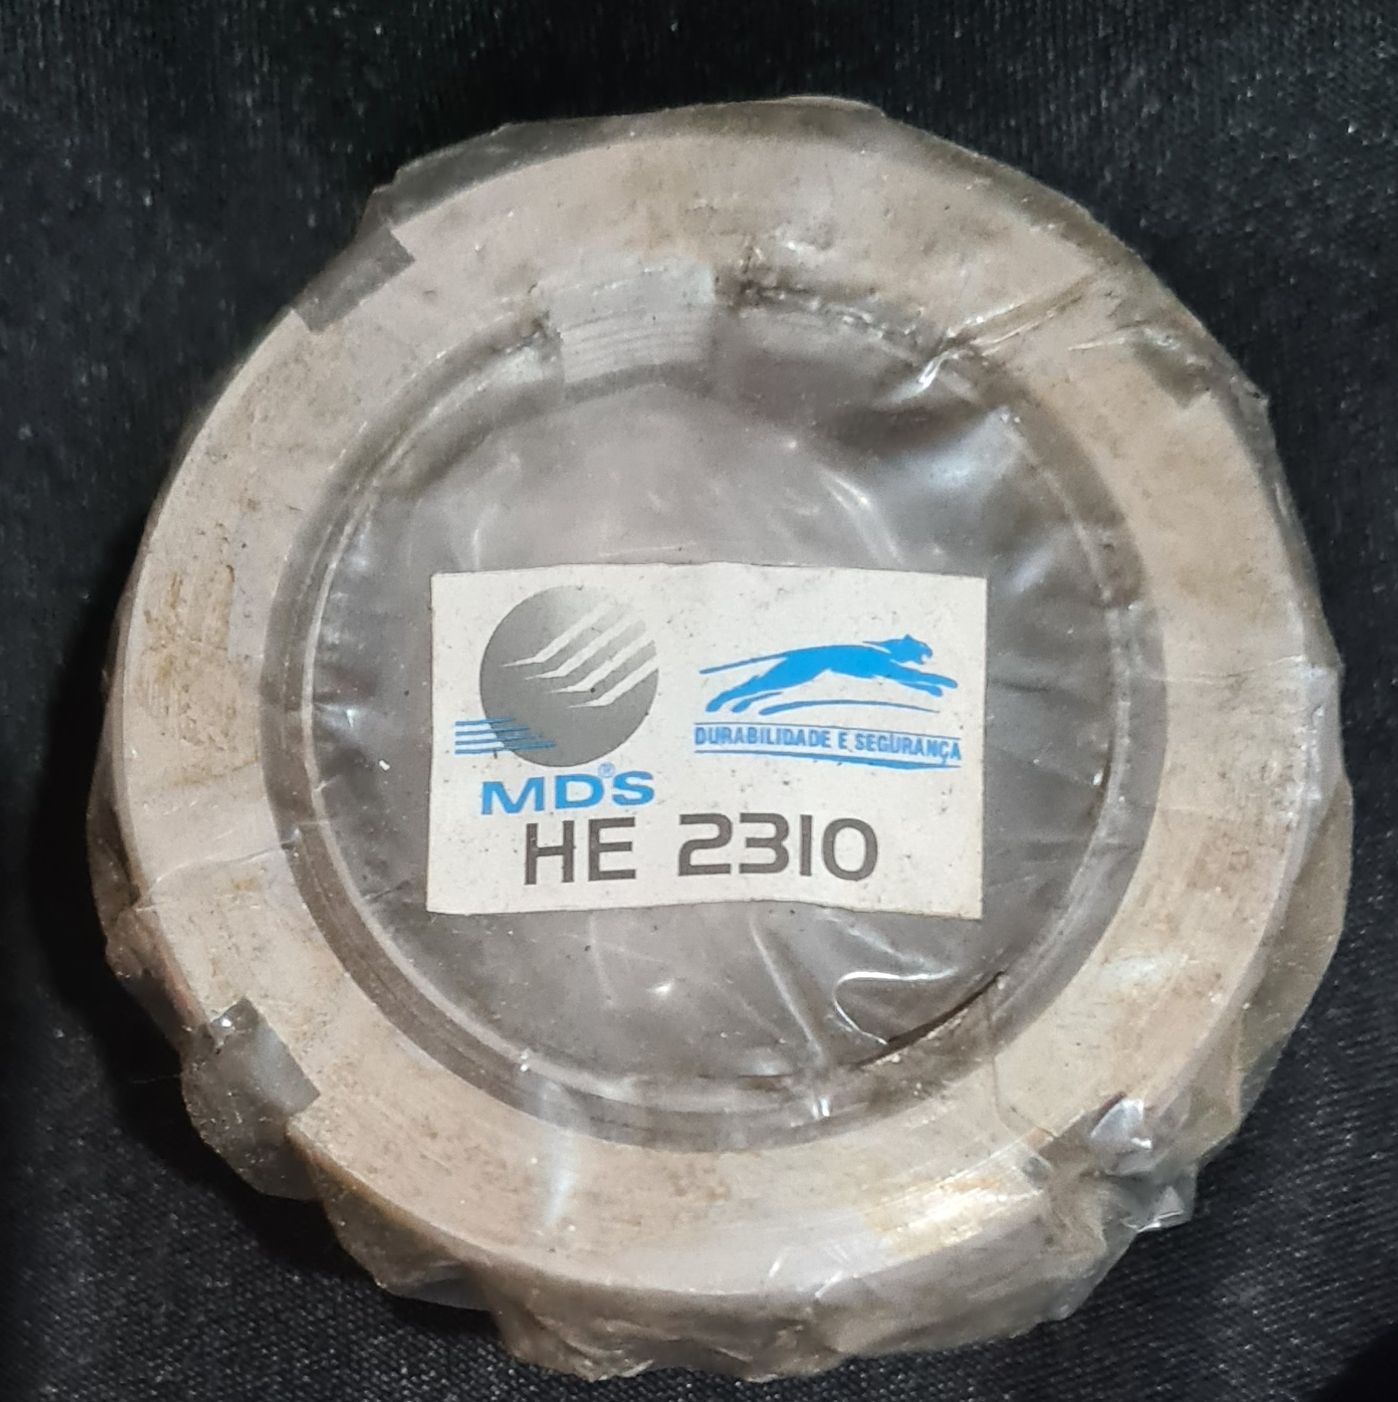 DURABILIDADE E SEGURANÇA
MDS®
HE 2310